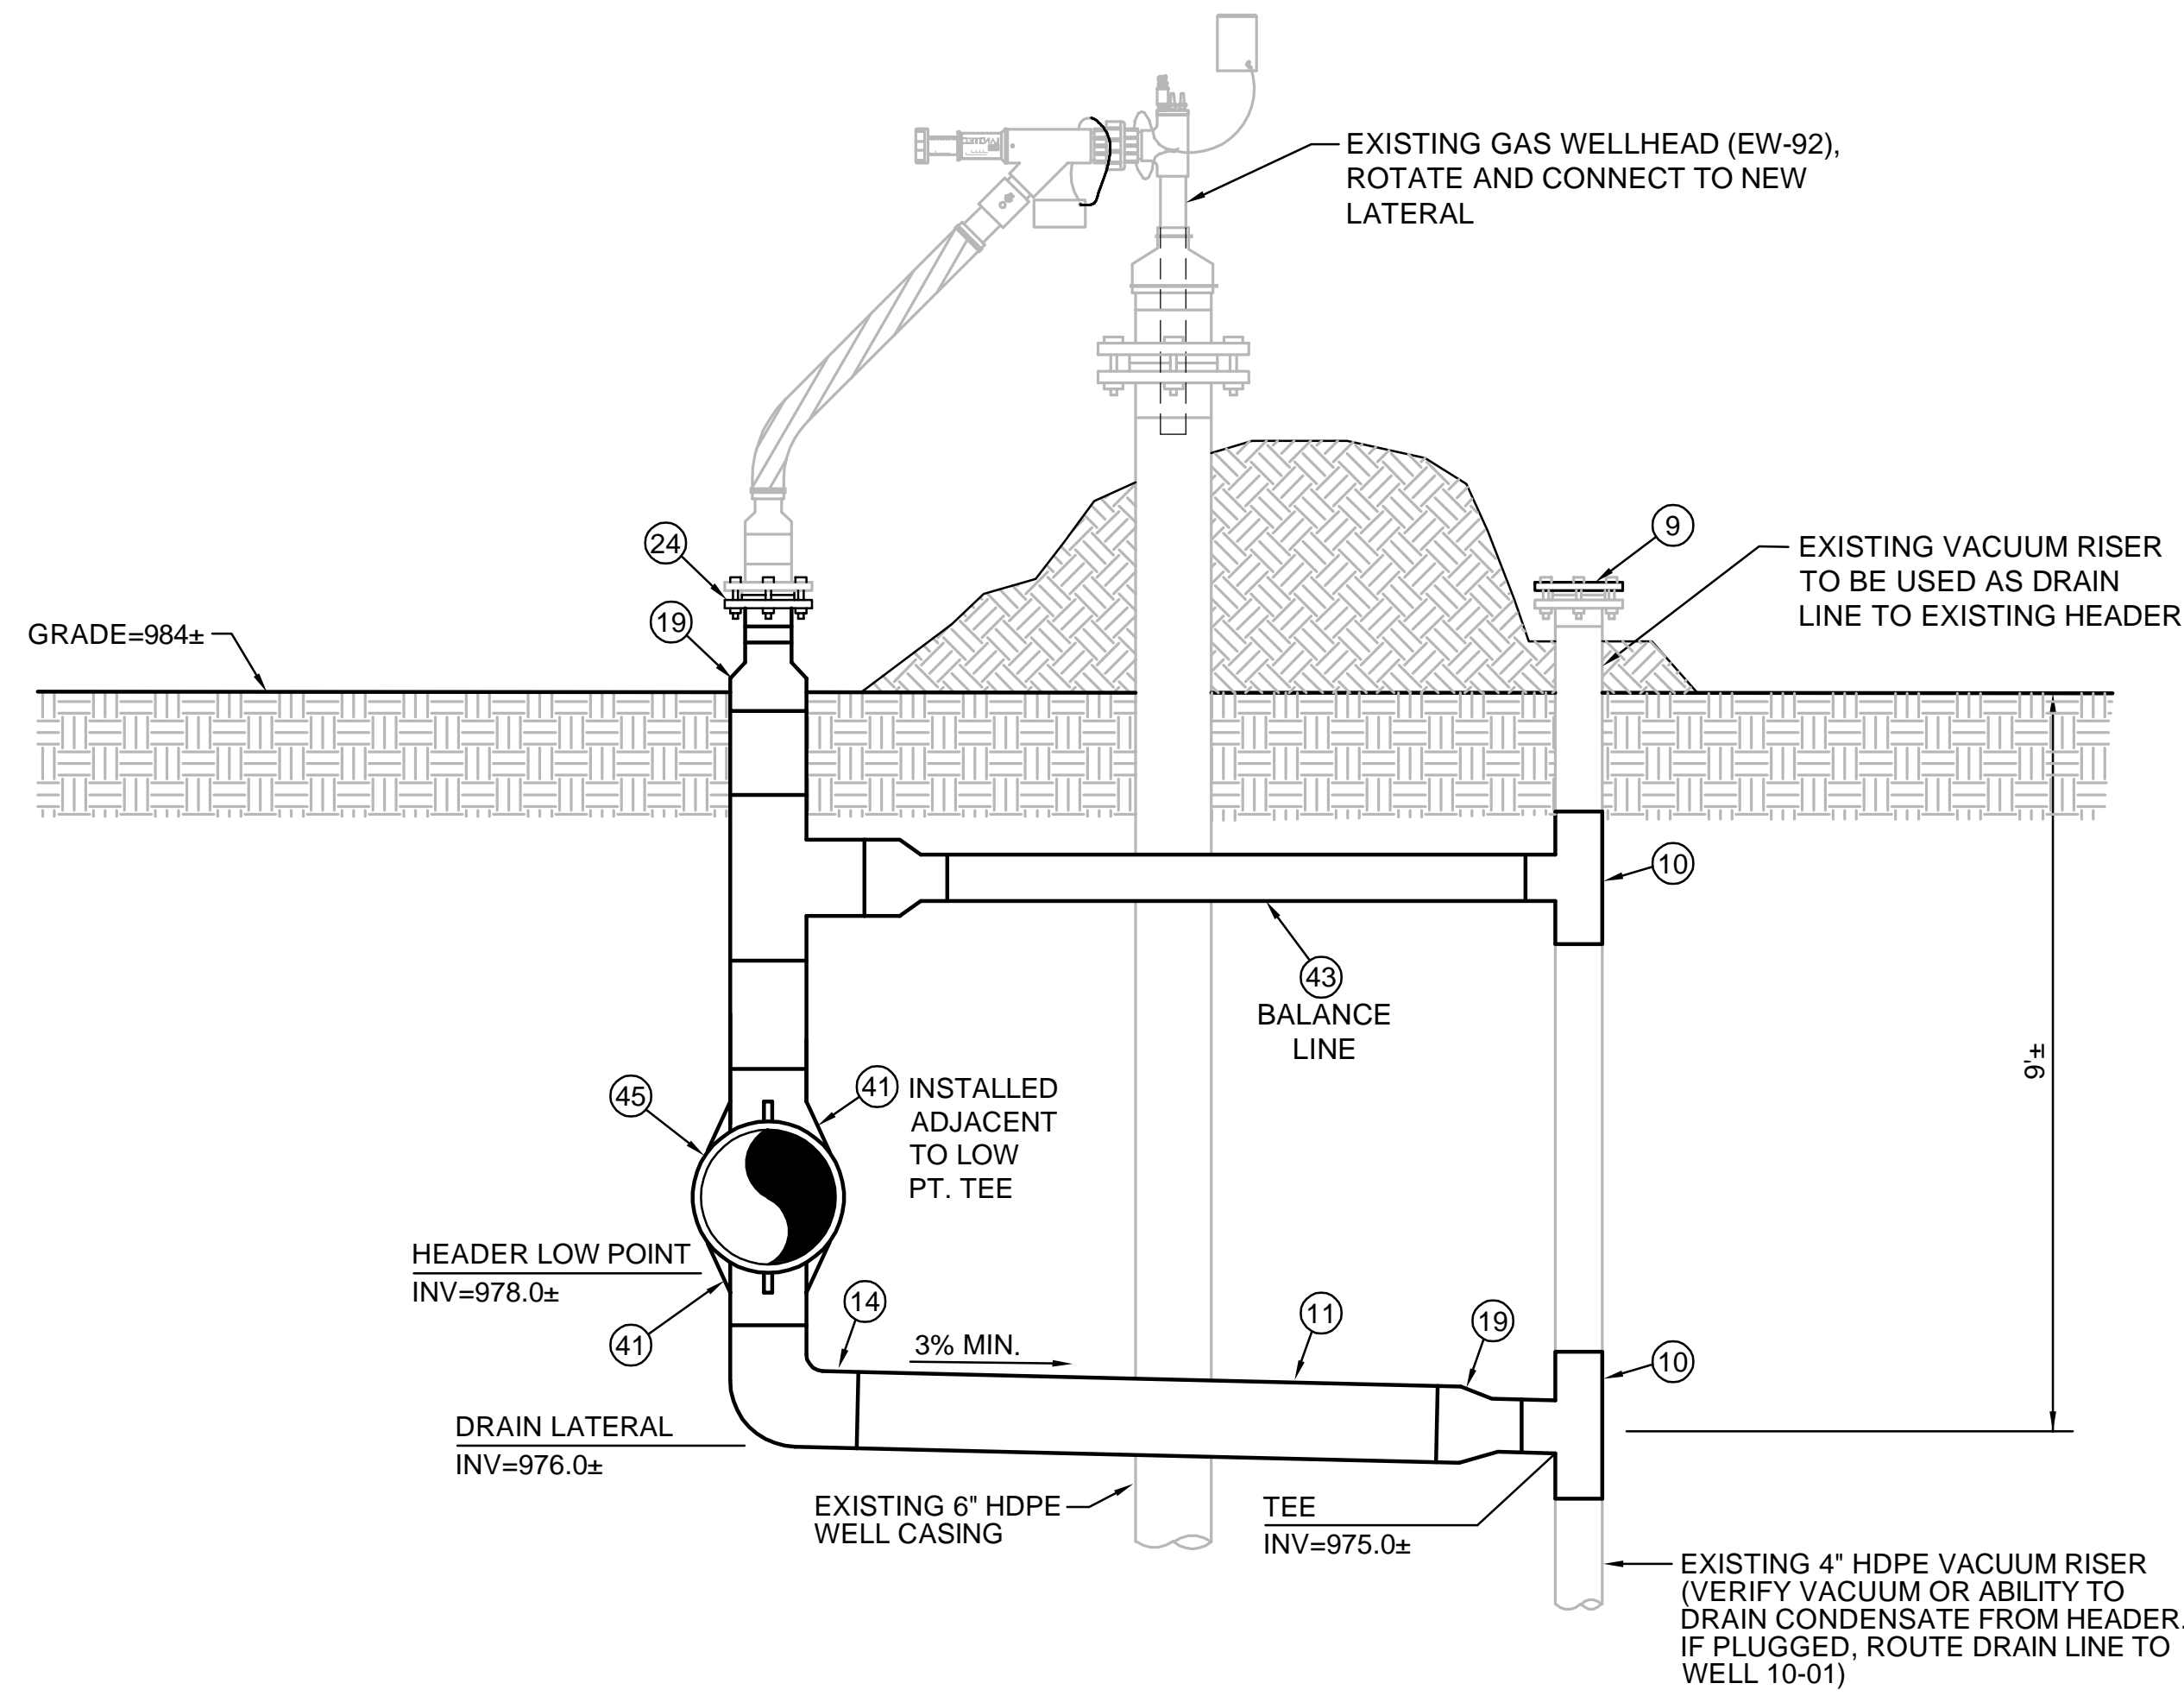 EXISTING GAS WELLHEAD (EW-92),
ROTATE AND CONNECT TO NEW
LATERAL
24
9
EXISTING VACUUM RISER
TO BE USED AS DRAIN
LINE TO EXISTING HEADER
19
GRADE=984±
10
43
BALANCE
LINE
9'±
45
41
INSTALLED
ADJACENT
TO LOW
PT. TEE
HEADER LOW POINT
INV=978.0±
41
14
3% MIN.
11
19
10
DRAIN LATERAL
INV=976.0±
EXISTING 6" HDPE
WELL CASING
TEE
INV=975.0±
EXISTING 4" HDPE VACUUM RISER
(VERIFY VACUUM OR ABILITY TO
DRAIN CONDENSATE FROM HEADER.
IF PLUGGED, ROUTE DRAIN LINE TO
WELL 10-01)